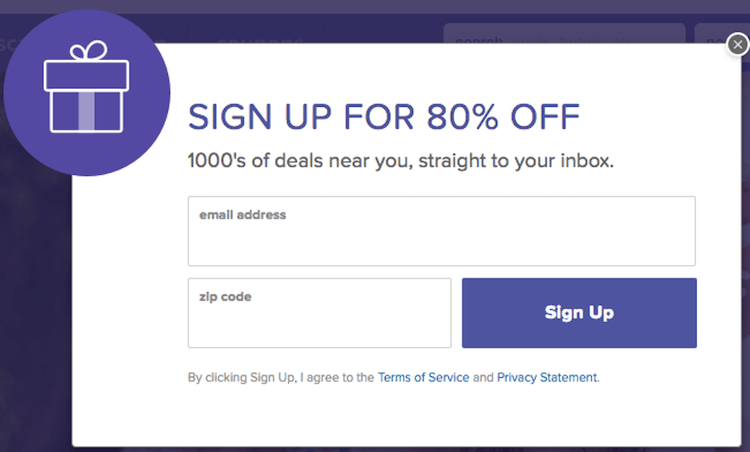 SIGN UP FOR 80% OFF
1000's of deals near you, straight to your inbox.
email address
zip code
Sign Up
By clicking Sign Up, I agree to the Terms of Service and Privacy Statement.